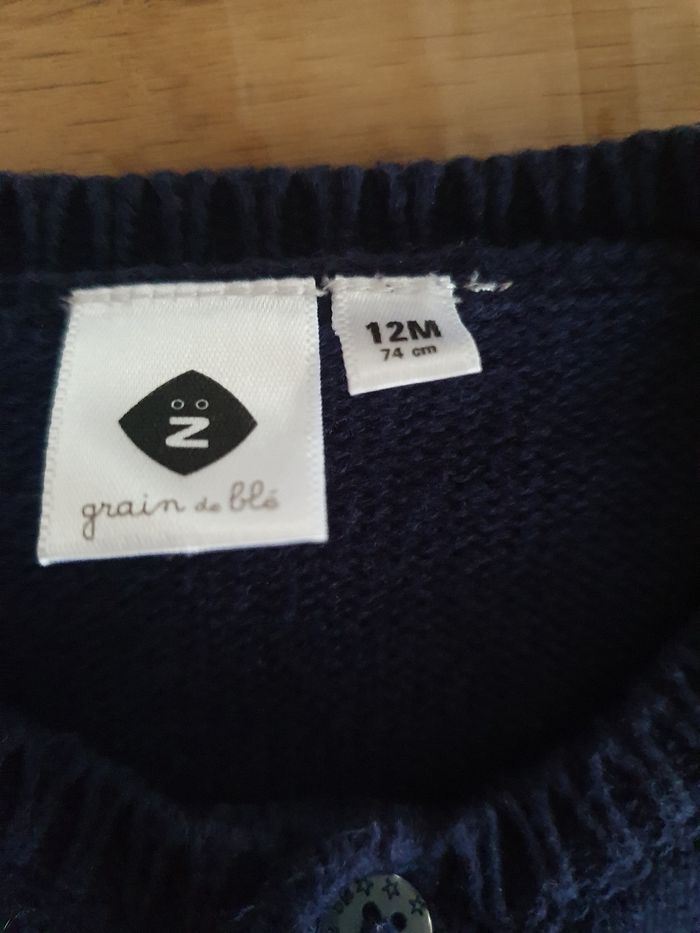 Z
grain de blé
12M
74 cm